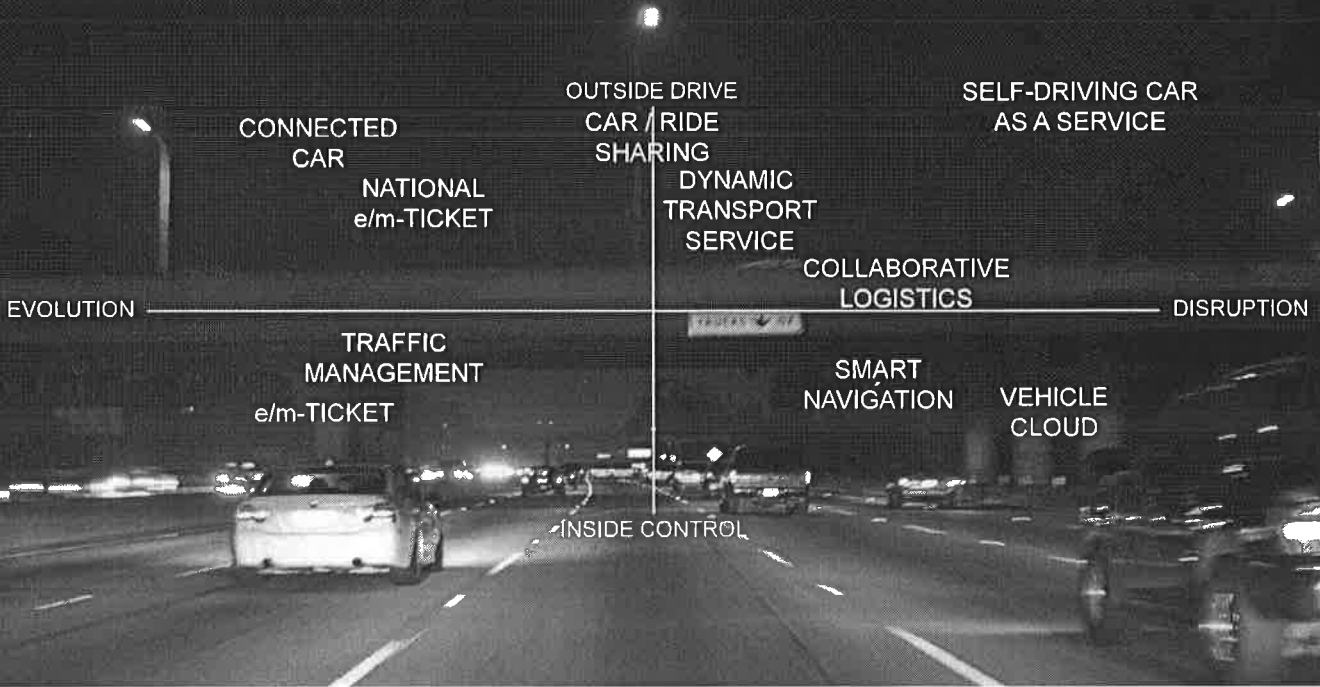 OUTSIDE DRIVE
CAR / RIDE
SHARING
SELF-DRIVING CAR
AS A SERVICE
CONNECTED
CAR
NATIONAL
e/m-TICKET
DYNAMIC
TRANSPORT
SERVICE
COLLABORATIVE
LOGISTICS
EVOLUTION
DISRUPTION
TRAFFIC
MANAGEMENT
e/m-TICKET
SMART
NAVIGATION
VEHICLE
CLOUD
INSIDE CONTROL